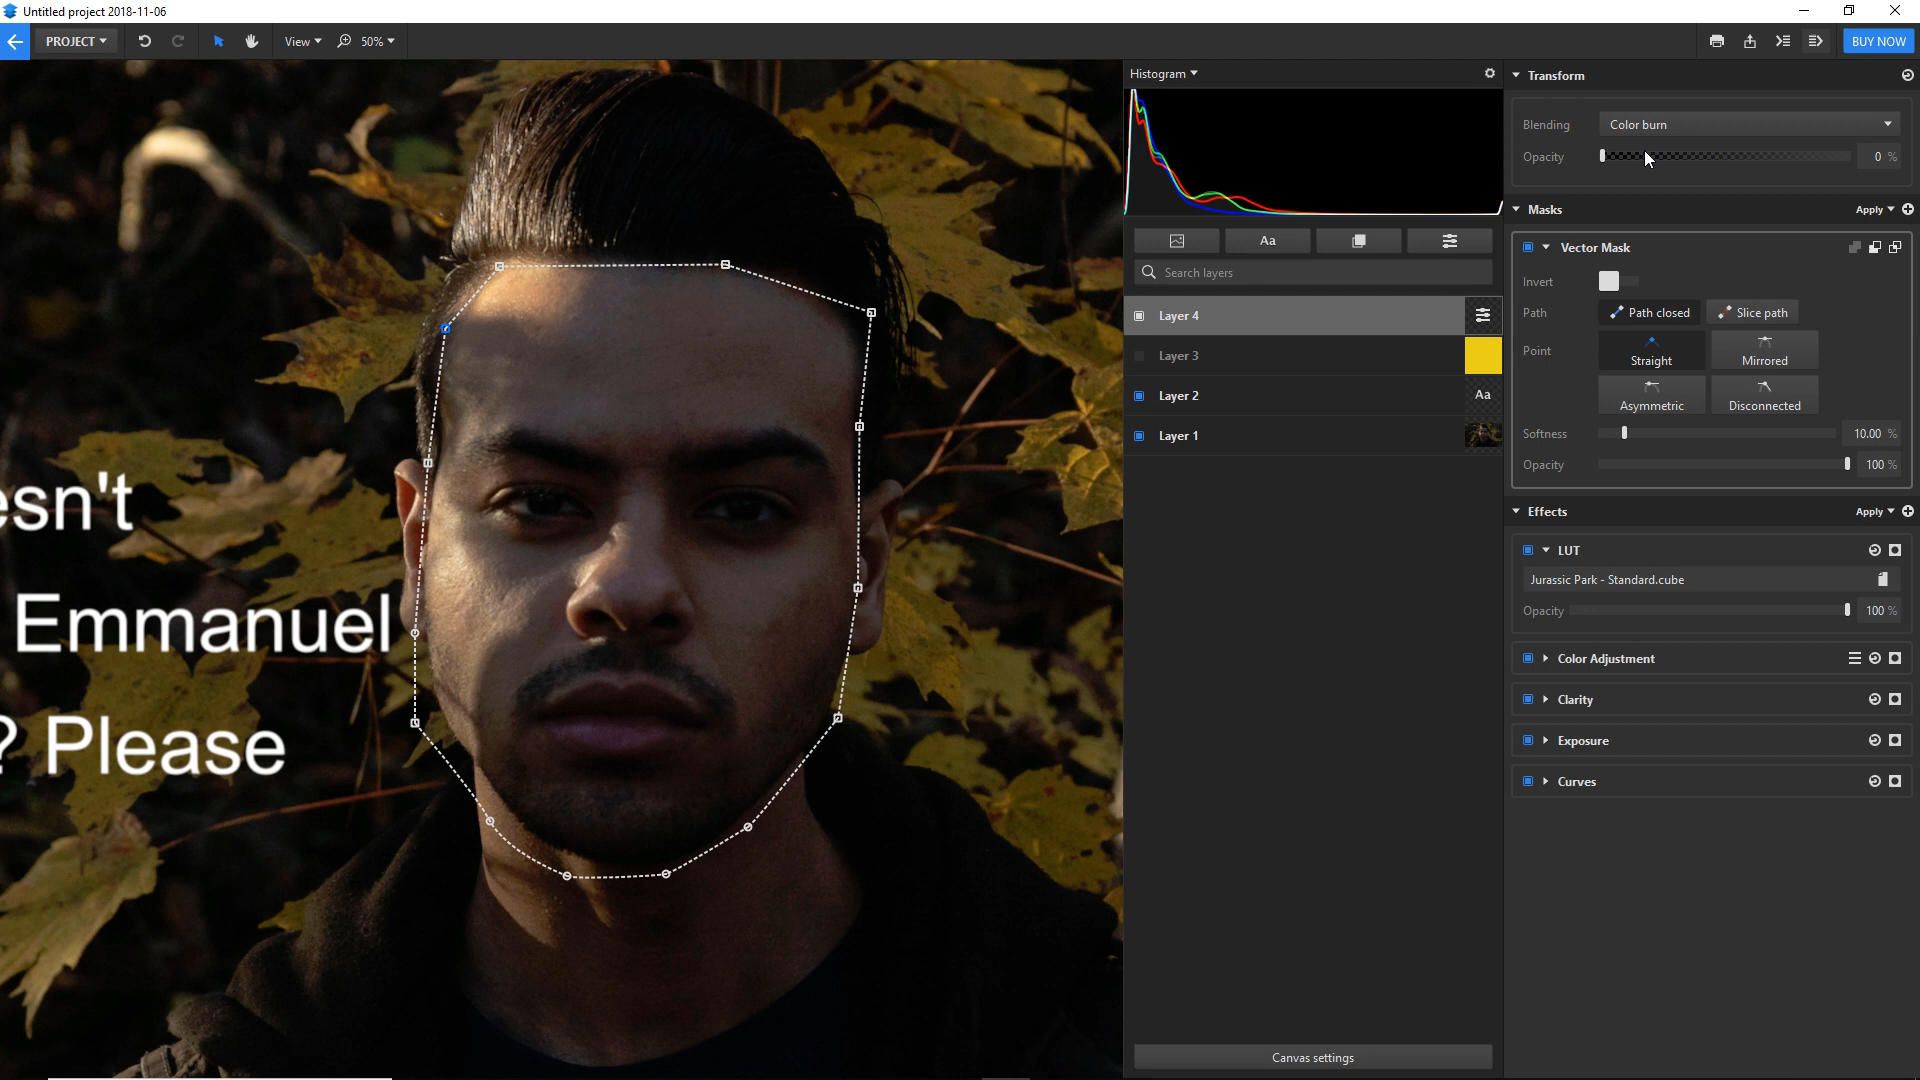 Untitled project 2018-11-06
PROJECT
View
50%
BUY NOW
esn't
Emmanuel
? Please
Histogram
Aa
Search layers
Layer 4
Layer 3
Layer 2
Aa
Layer 1
Canvas settings
Transform
Blending Color burn
Opacity 0 %
Masks Apply
Vector Mask
Invert
Path Path closed Slice path
Point Straight Mirrored
Asymmetric Disconnected
Softness 10.00 %
Opacity 100 %
Effects Apply
LUT
Jurassic Park - Standard.cube
Opacity 100 %
Color Adjustment
Clarity
Exposure
Curves